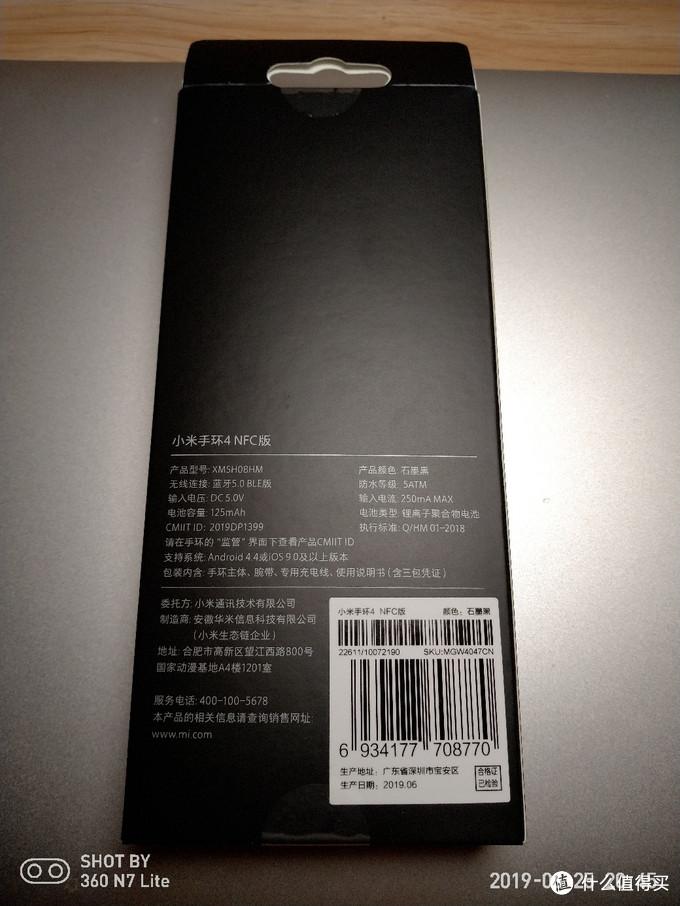 小米手环4 NFC版
产品型号: XMSH08HM 产品颜色: 石墨黑
无线连接: 蓝牙5.0 BLE版 防水等级: 5ATM
输入电压: DC 5.0V 输入电流: 250mA MAX
电池容量: 125mAh 电池类型: 锂离子聚合物电池
CMIIT ID: 2019DP1399 执行标准: Q/HM 01-2018
请在手环的"监管"界面下查看产品CMIIT ID
支持系统: Android 4.4或iOS 9.0及以上版本
包装内含: 手环主体、腕带、专用充电线、使用说明书(含三包凭证)
委托方: 小米通讯技术有限公司
制造商: 安徽华米信息科技有限公司
(小米生态链企业)
地址: 合肥市高新区望江西路800号
国家动漫基地A4楼1201室
服务电话: 400-100-5678
本产品的相关信息请查询销售网址:
www.mi.com
小米手环4 NFC版 颜色: 石墨黑
22611/10072190 SKU:MGW4047CN
6 934177 708770
生产地址: 广东省深圳市宝安区
生产日期: 2019.06
合格证
已检验
SHOT BY
360 N7 Lite
2019-0
值 什么值得买